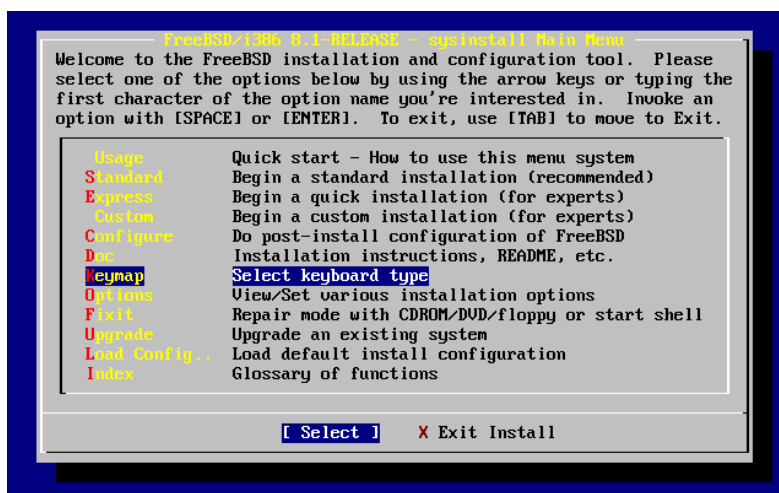 FreeBSD/i386 8.1-RELEASE - sysinstall Main Menu
Welcome to the FreeBSD installation and configuration tool.  Please
select one of the options below by using the arrow keys or typing the
first character of the option name you're interested in.  Invoke an
option with [SPACE] or [ENTER].  To exit, use [TAB] to move to Exit.
Usage Quick start - How to use this menu system
Standard Begin a standard installation (recommended)
Express Begin a quick installation (for experts)
Custom Begin a custom installation (for experts)
Configure Do post-install configuration of FreeBSD
Doc Installation instructions, README, etc.
Keymap Select keyboard type
Options View/Set various installation options
Fixit Repair mode with CDROM/DVD/floppy or start shell
Upgrade Upgrade an existing system
Load Config.. Load default install configuration
Index Glossary of functions
[ Select ] X Exit Install